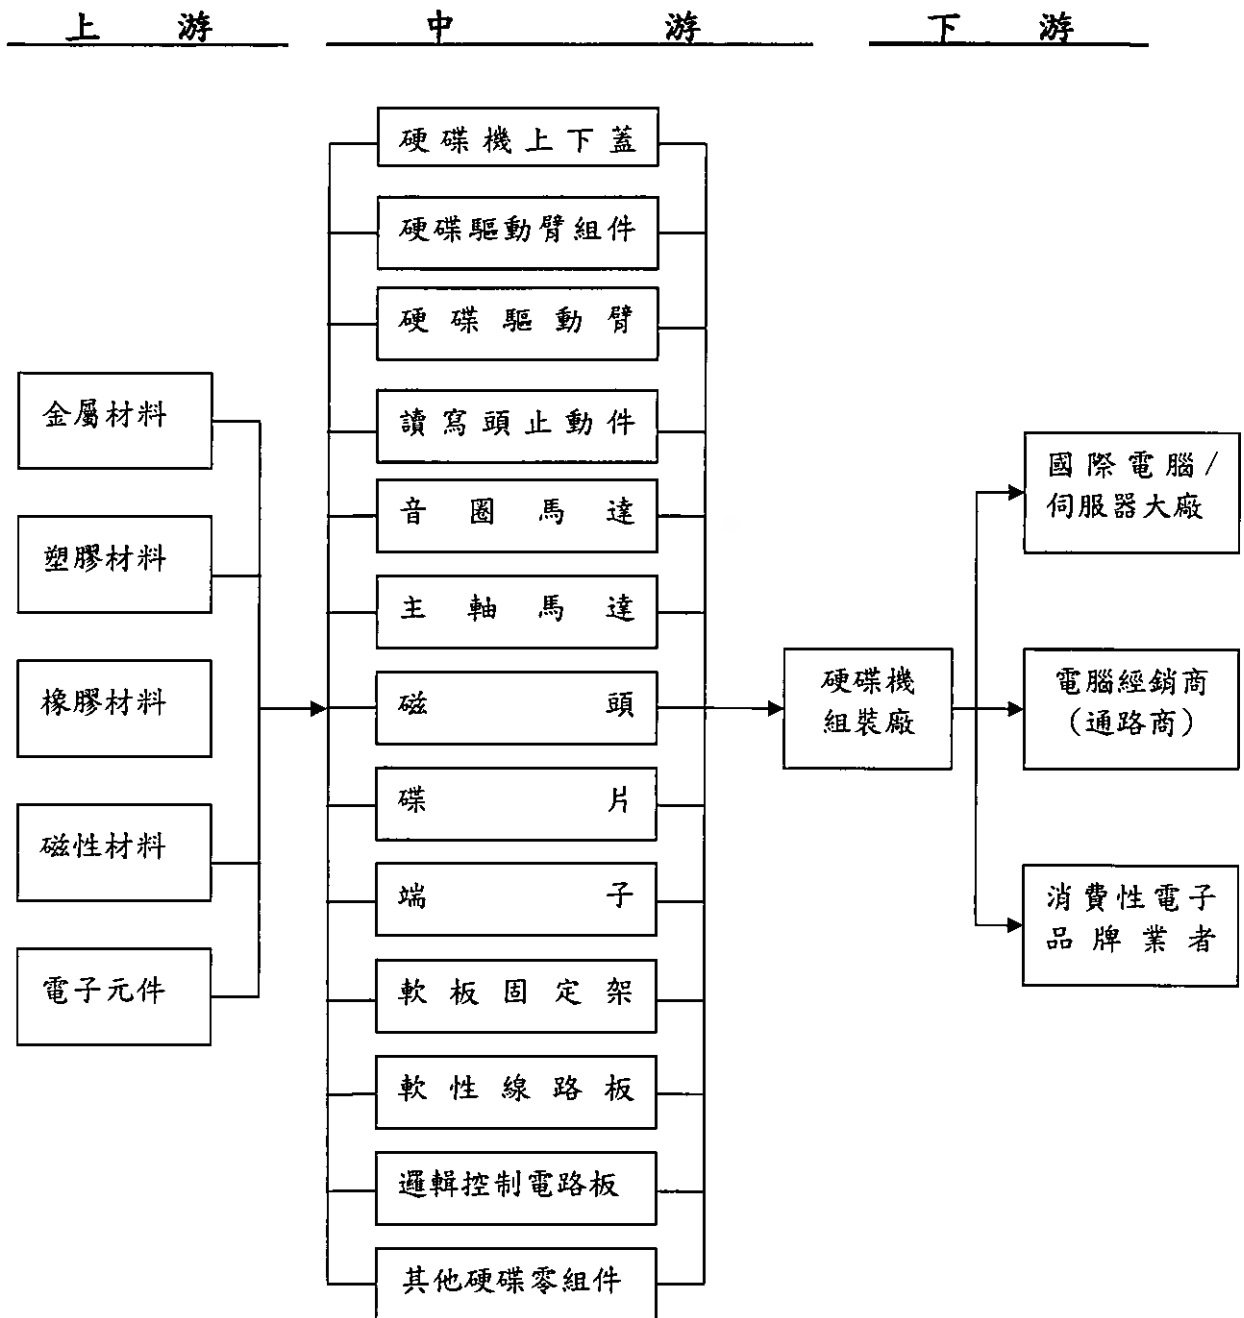 上游
中游
下游
金屬材料
塑膠材料
橡膠材料
磁性材料
電子元件
硬碟機上下蓋
硬碟驅動臂組件
硬碟驅動臂
讀寫頭止動件
音圈馬達
主軸馬達
磁頭
碟片
端子
軟板固定架
軟性線路板
邏輯控制電路板
其他硬碟零組件
硬碟機
組裝廠
國際電腦/
伺服器大廠
電腦經銷商
(通路商)
消費性電子
品牌業者